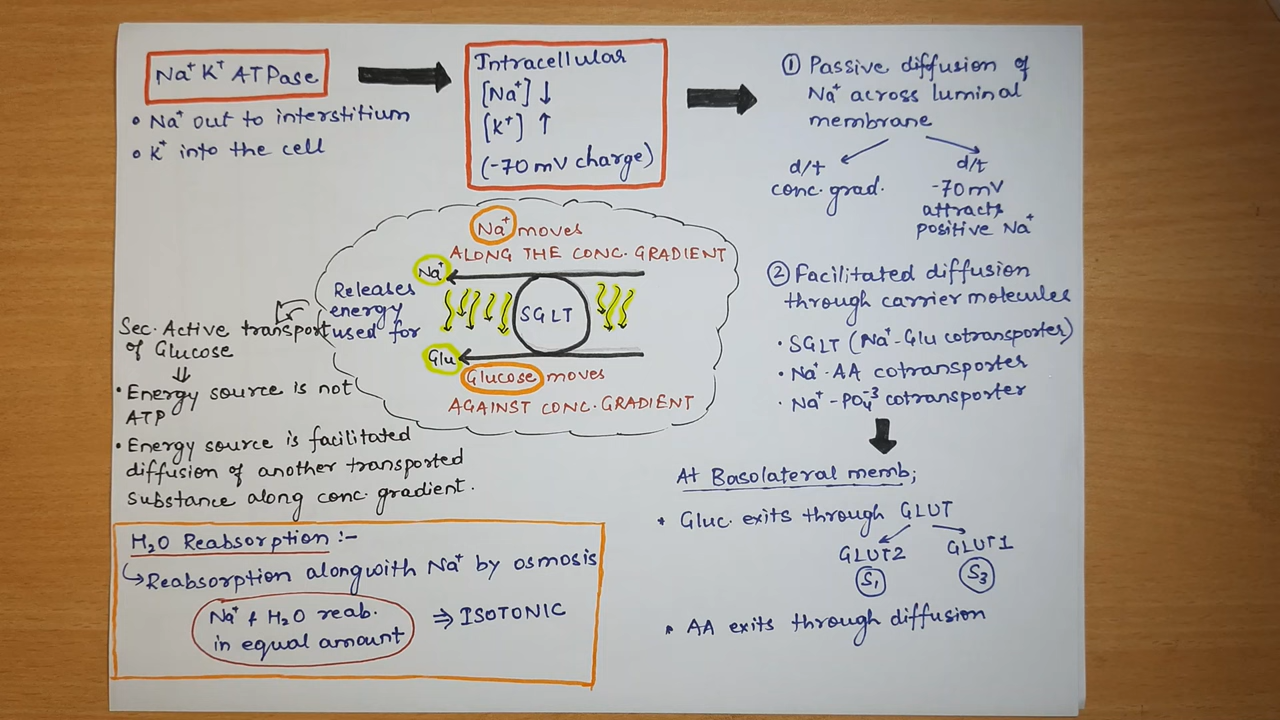 Na⁺ K⁺ ATPase
• Na⁺ out to interstitium
• K⁺ into the cell
Intracellular
[Na⁺] ↓
[K⁺] ↑
(-70 mV charge)
① Passive diffusion of
Na⁺ across luminal
membrane
d/t
conc. grad.
d/t
-70mV
attracts
positive Na⁺
Na⁺ moves
ALONG THE CONC. GRADIENT
Na⁺
SGLT
Glu
Glucose moves
AGAINST CONC. GRADIENT
Releases
energy
used for
Sec. Active transport
of Glucose
⇓
• Energy source is not
ATP
• Energy source is facilitated
diffusion of another transported
substance along conc. gradient.
② Facilitated diffusion
through carrier molecules
• SGLT (Na⁺-Glu cotransporter)
• Na⁺-AA cotransporter
• Na⁺-PO₄⁻³ cotransporter
At Basolateral memb;
• Gluc. exits through GLUT
GLUT2
S₁
GLUT1
S₃
• AA exits through diffusion
H₂O Reabsorption :-
↳ Reabsorption alongwith Na⁺ by osmosis
Na⁺ + H₂O reab.
in equal amount
⇒ ISOTONIC